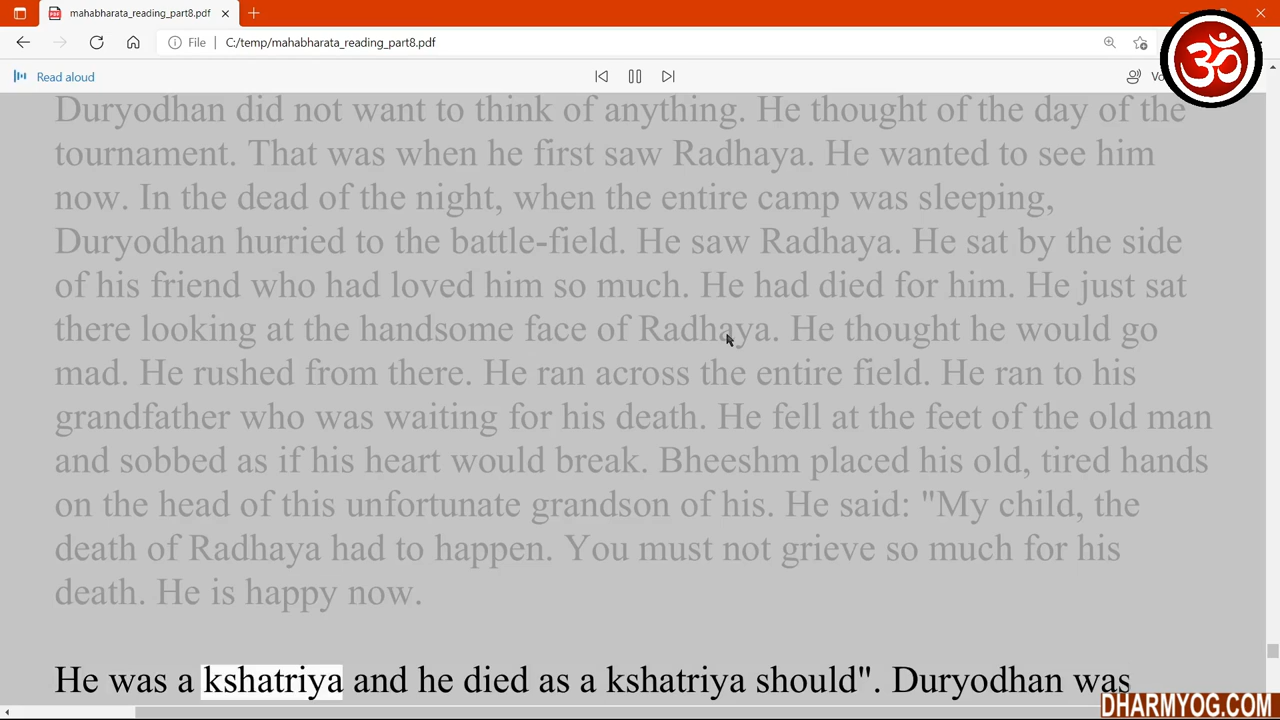 mahabharata_reading_part8.pdf
File C:/temp/mahabharata_reading_part8.pdf
Read aloud
Vo
ॐ
Duryodhan did not want to think of anything. He thought of the day of the
tournament. That was when he first saw Radhaya. He wanted to see him
now. In the dead of the night, when the entire camp was sleeping,
Duryodhan hurried to the battle-field. He saw Radhaya. He sat by the side
of his friend who had loved him so much. He had died for him. He just sat
there looking at the handsome face of Radhaya. He thought he would go
mad. He rushed from there. He ran across the entire field. He ran to his
grandfather who was waiting for his death. He fell at the feet of the old man
and sobbed as if his heart would break. Bheeshm placed his old, tired hands
on the head of this unfortunate grandson of his. He said: "My child, the
death of Radhaya had to happen. You must not grieve so much for his
death. He is happy now.
He was a kshatriya and he died as a kshatriya should". Duryodhan was
DHARMYOG.COM